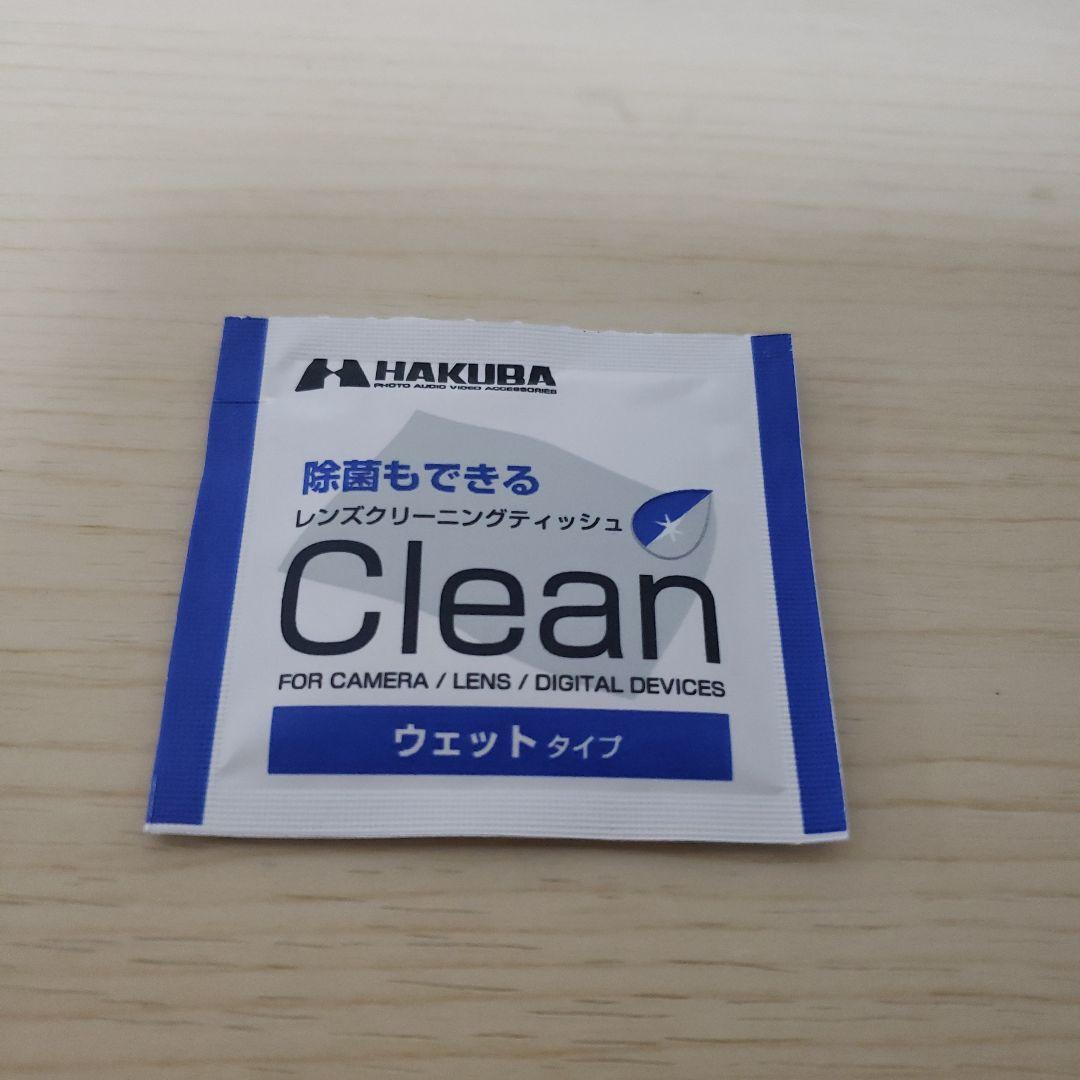 HAKUBA
PHOTO AUDIO VIDEO ACCESSORIES
除菌もできる
レンズクリーニングティッシュ
Clean
FOR CAMERA / LENS / DIGITAL DEVICES
ウェットタイプ